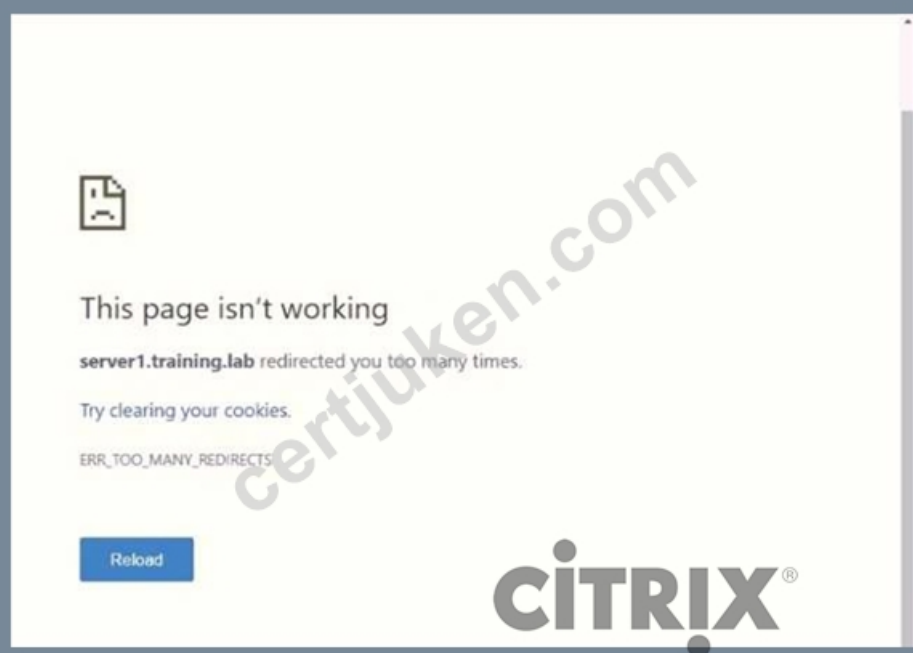 This page isn't working
server1.training.lab redirected you too many times.
Try clearing your cookies.
ERR_TOO_MANY_REDIRECTS
Reload
certjuken.com
CiTRIX®